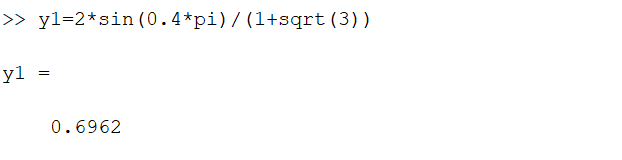 >> y1=2*sin(0.4*pi)/(1+sqrt(3))
y1 =
0.6962